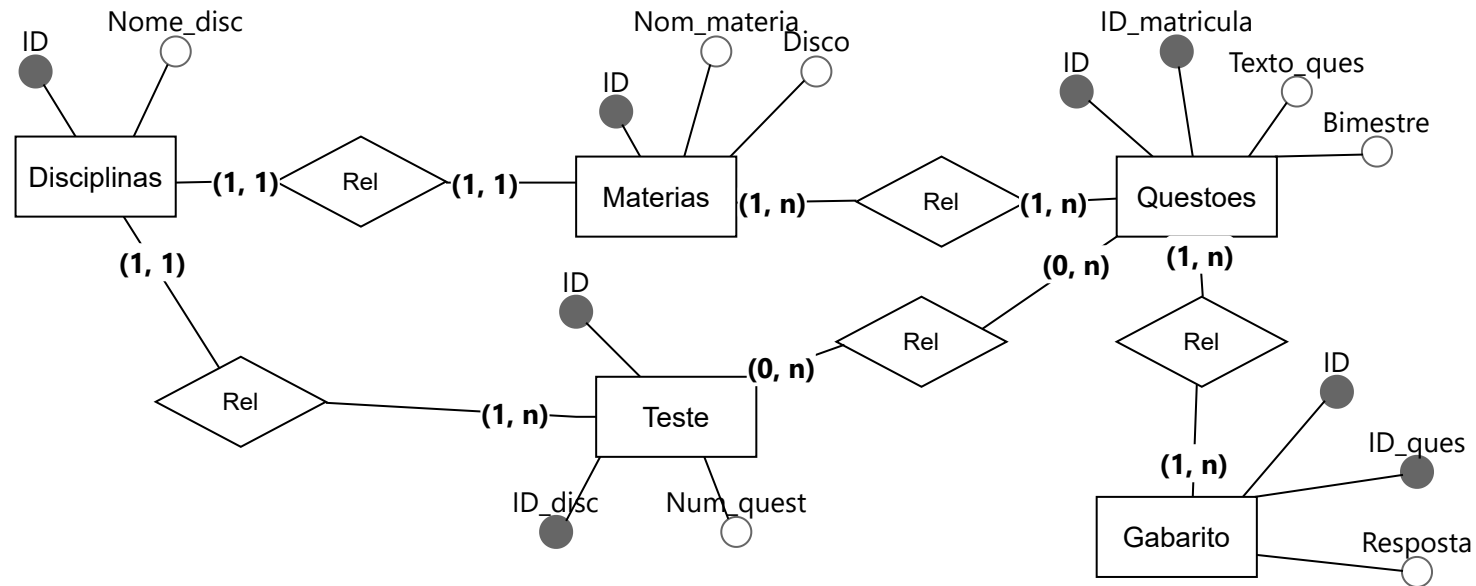 Nome_disc
ID
Disciplinas
(1, 1)
Rel
(1, 1)
Nom_materia
Disco
ID
Materias
(1, n)
Rel
(1, n)
ID_matricula
ID
Texto_ques
Bimestre
Questoes
(1, 1)
Rel
(1, n)
ID
Teste
ID_disc
Num_quest
(0, n)
Rel
(0, n)
(1, n)
Rel
(1, n)
ID
ID_ques
Resposta
Gabarito